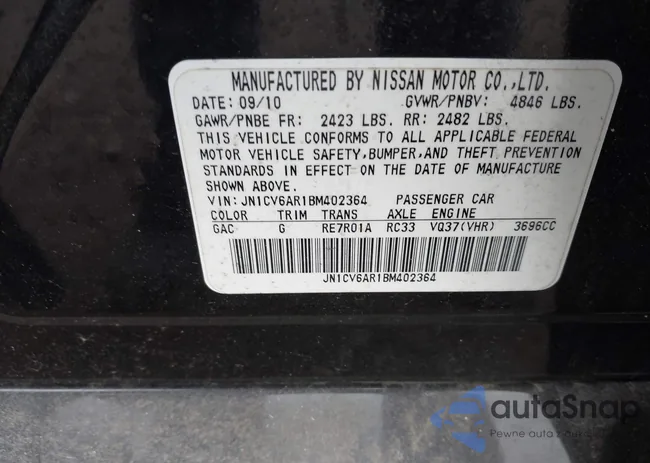 MANUFACTURED BY NISSAN MOTOR CO.,LTD.
DATE: 09/10 GVWR/PNBV: 4846 LBS.
GAWR/PNBE FR: 2423 LBS. RR: 2482 LBS.
THIS VEHICLE CONFORMS TO ALL APPLICABLE FEDERAL
MOTOR VEHICLE SAFETY,BUMPER,AND THEFT PREVENTION
STANDARDS IN EFFECT ON THE DATE OF MANUFACTURE
SHOWN ABOVE.
VIN: JN1CV6AR1BM402364 PASSENGER CAR
COLOR TRIM TRANS AXLE ENGINE
GAC G RE7R01A RC33 VQ37(VHR) 3696CC
JN1CV6AR1BM402364
autaSnap
Pewne auta z